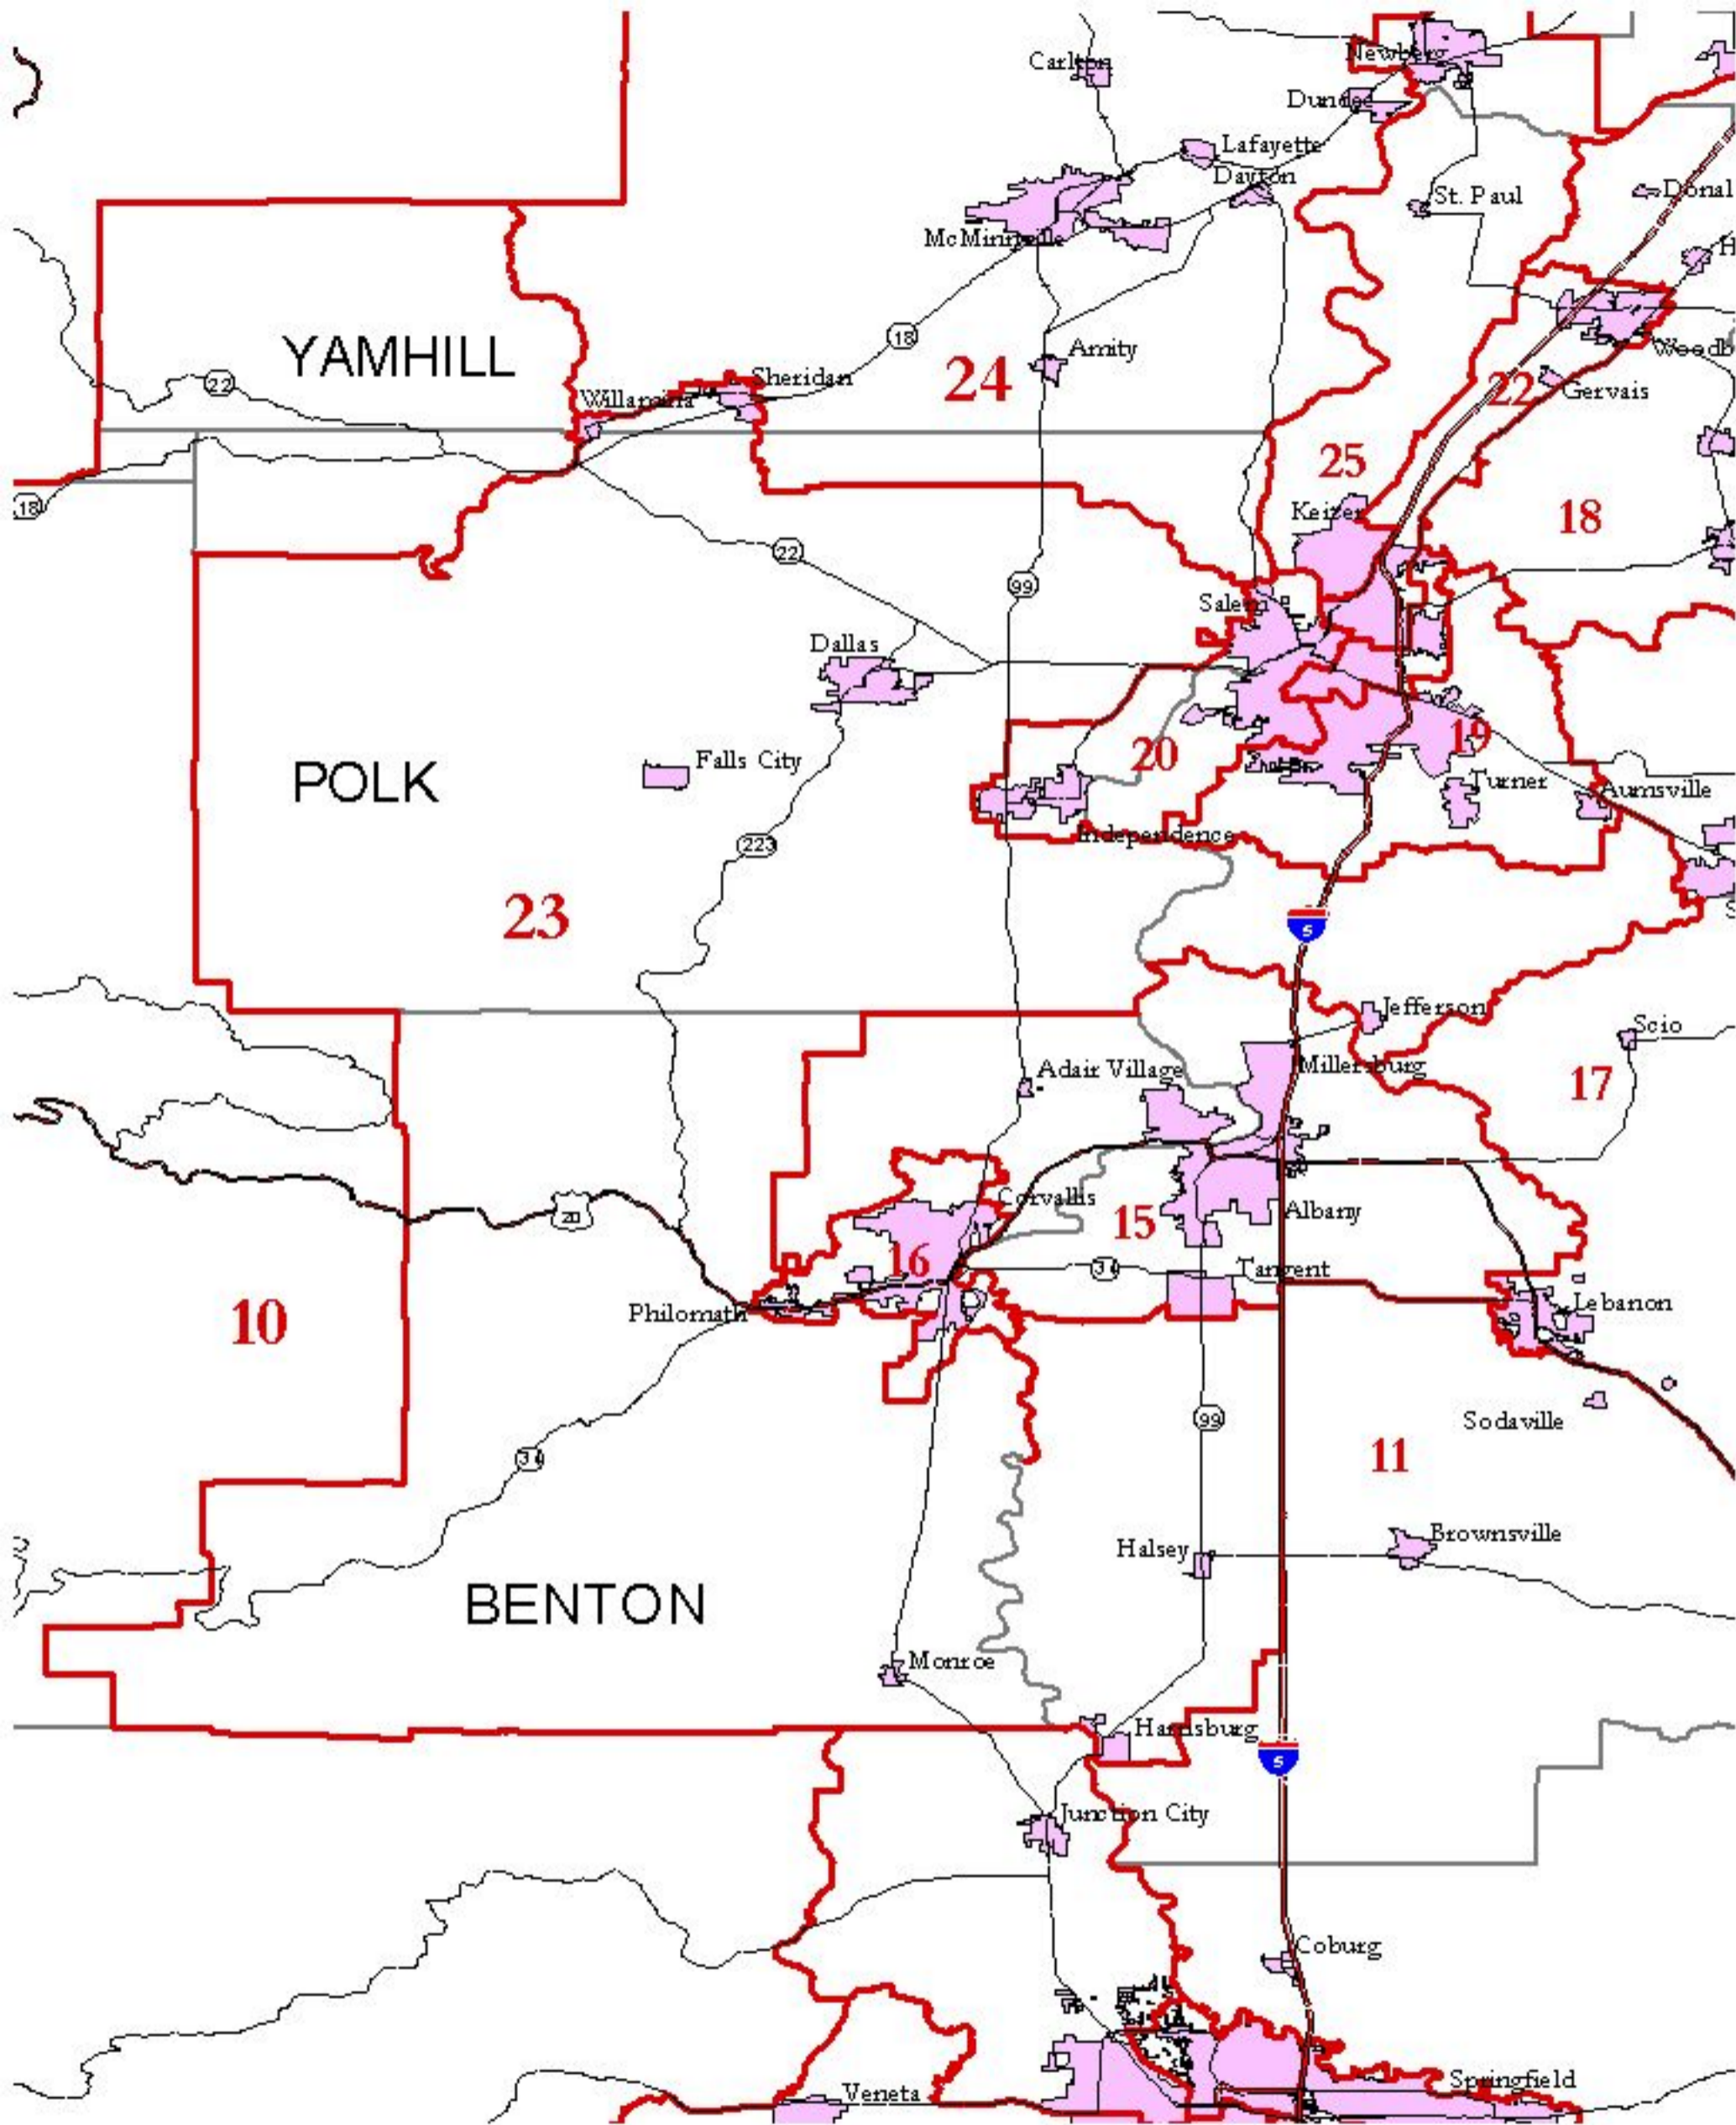 Newberg
Carlton
Dundee
Lafayette
Dayton
St. Paul
McMinnville
YAMHILL
18
24
Amity
22
Sheridan
Willamina
22
Gervais
25
18
Keizer
18
22
99
Salem
Dallas
19
20
Falls City
POLK
Turner
Aumsville
Independence
223
23
5
Jefferson
Scio
Millersburg
Adair Village
17
Corvallis
15
Albany
20
16
34
Tangent
Philomath
Lebanon
10
99
Sodaville
34
11
Brownsville
Halsey
BENTON
Monroe
Harrisburg
5
Junction City
Coburg
Springfield
Veneta